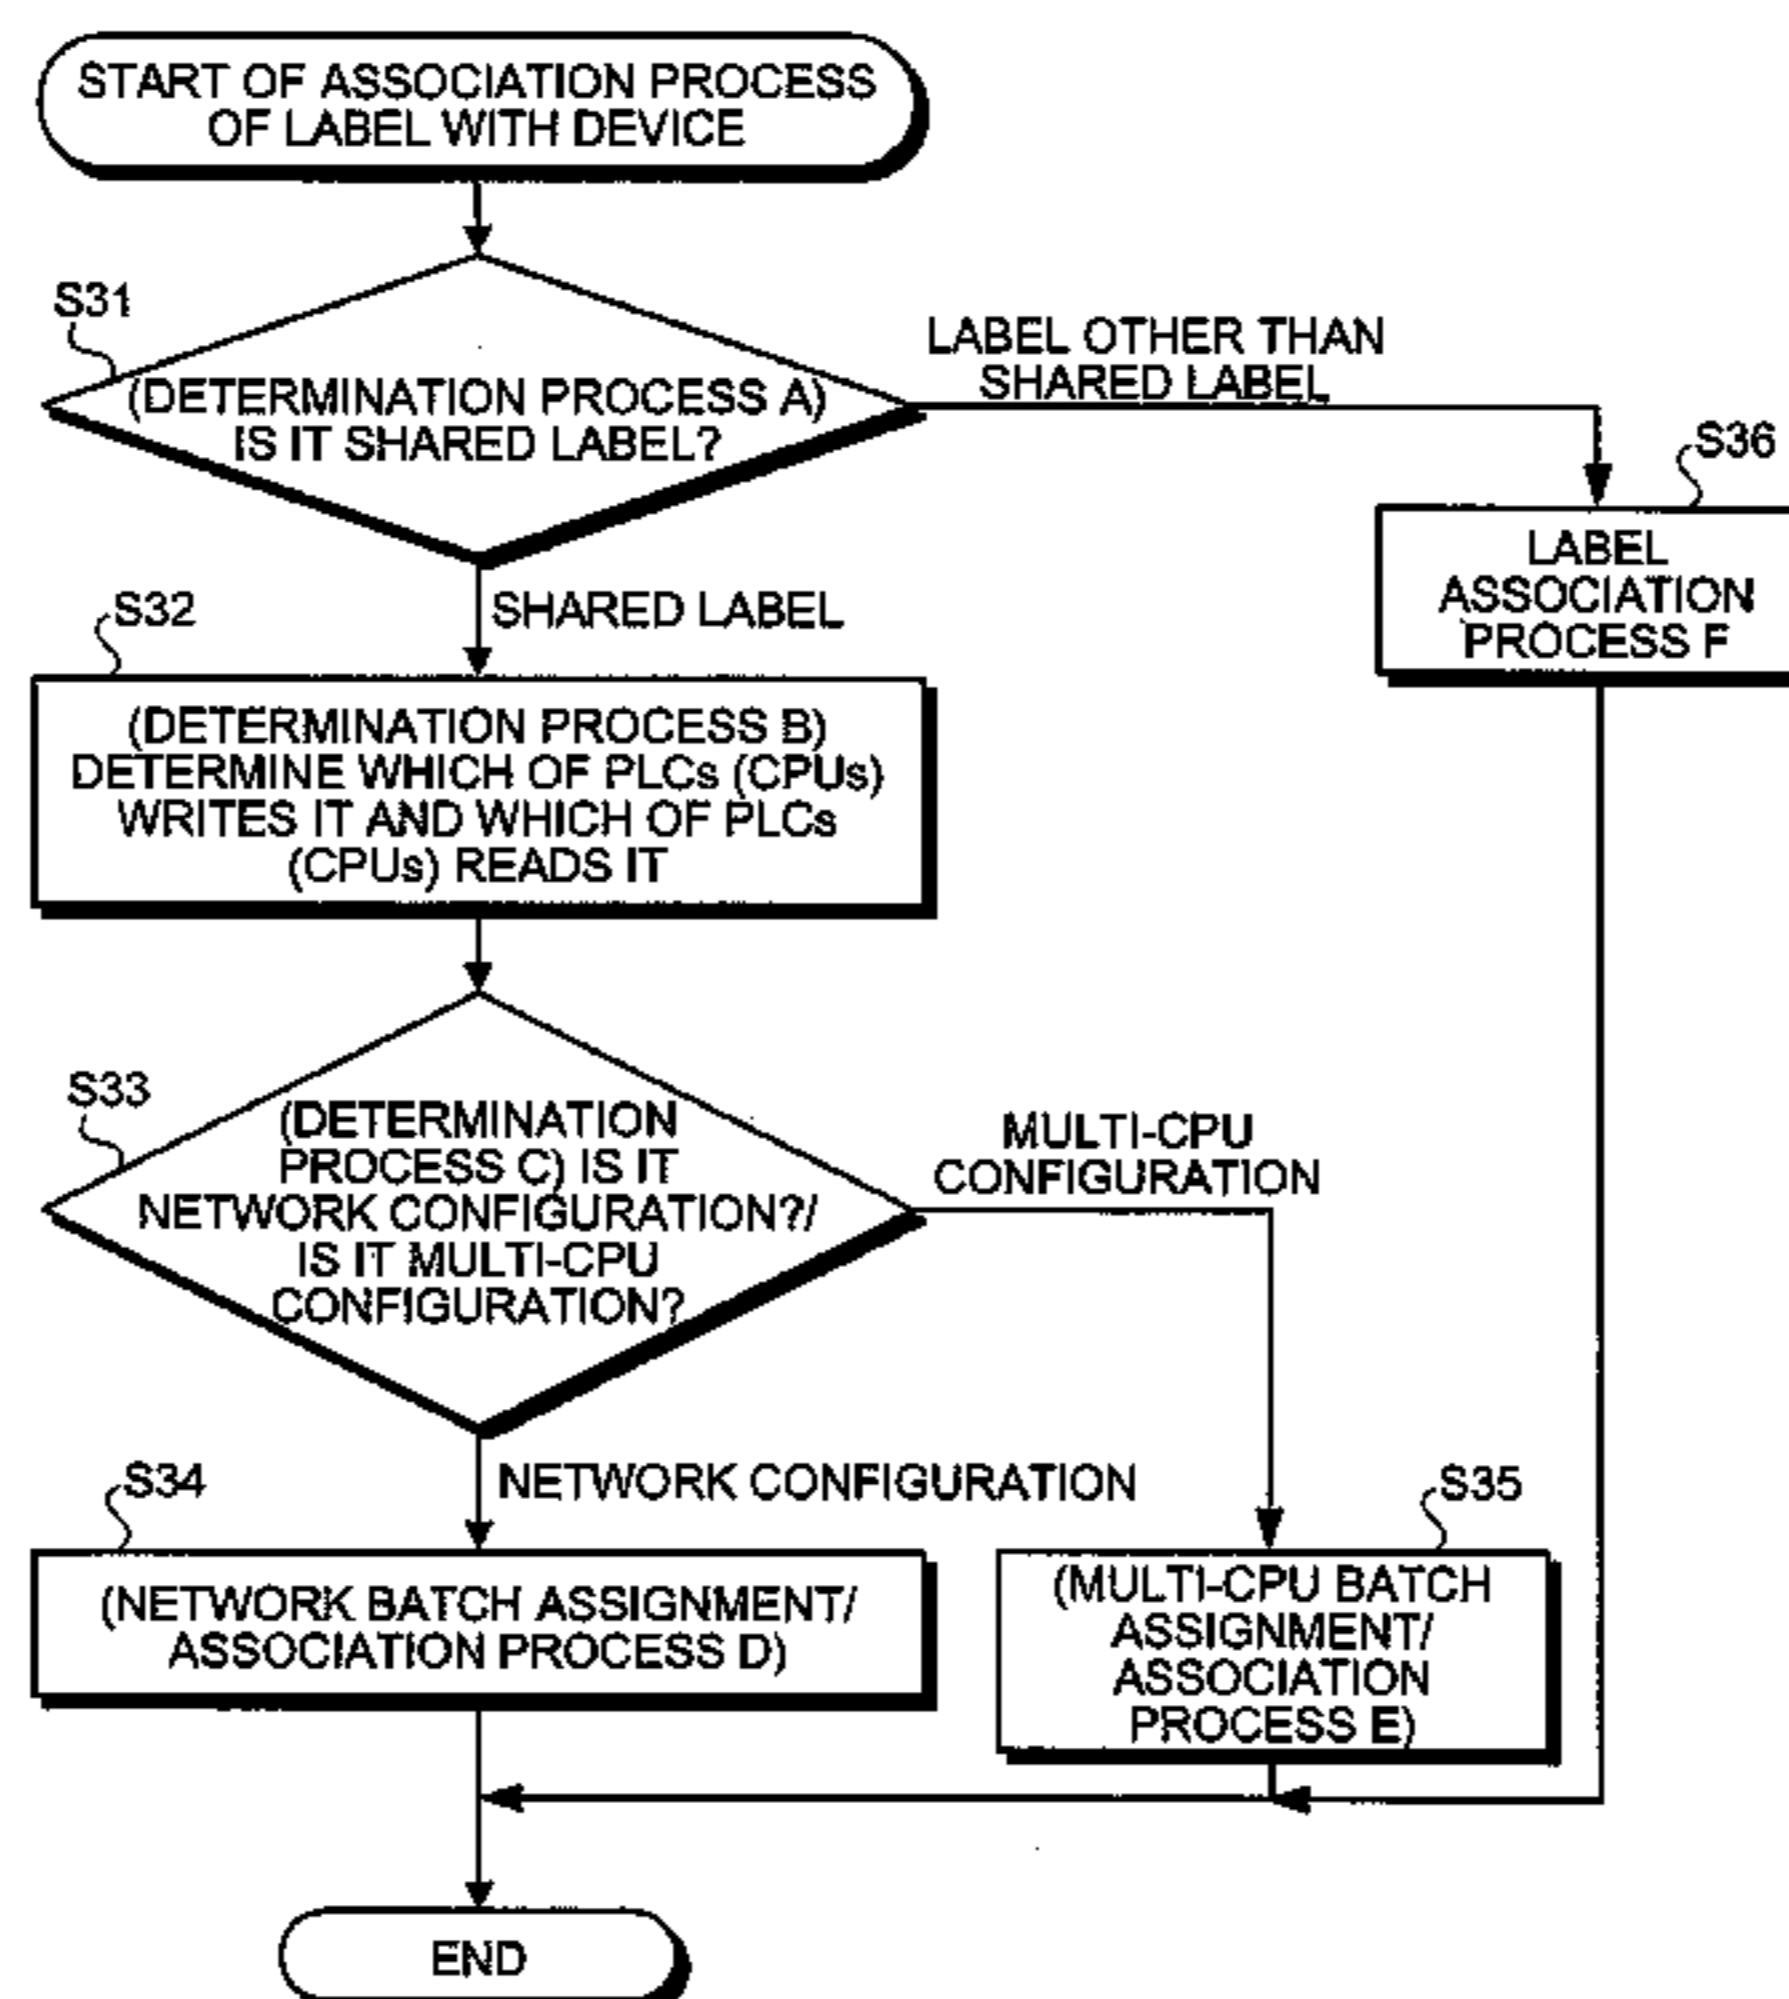 START OF ASSOCIATION PROCESS
OF LABEL WITH DEVICE
S31
(DETERMINATION PROCESS A)
IS IT SHARED LABEL?
LABEL OTHER THAN
SHARED LABEL
S36
LABEL
ASSOCIATION
PROCESS F
SHARED LABEL
S32
(DETERMINATION PROCESS B)
DETERMINE WHICH OF PLCs (CPUs)
WRITES IT AND WHICH OF PLCs
(CPUs) READS IT
S33
(DETERMINATION
PROCESS C) IS IT
NETWORK CONFIGURATION?/
IS IT MULTI-CPU
CONFIGURATION?
MULTI-CPU
CONFIGURATION
NETWORK CONFIGURATION
S34
(NETWORK BATCH ASSIGNMENT/
ASSOCIATION PROCESS D)
S35
(MULTI-CPU BATCH
ASSIGNMENT/
ASSOCIATION
PROCESS E)
END